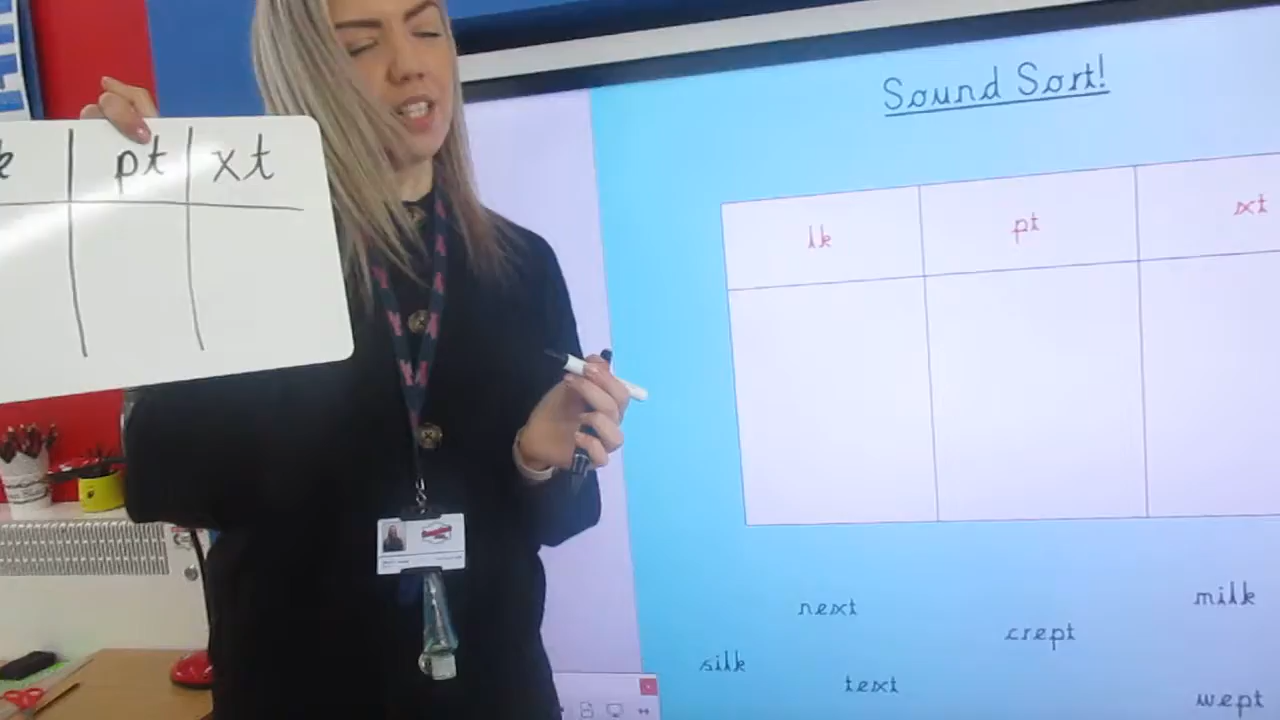 pt xt
Sound Sort!
lk pt xt
next milk
crept
silk
text
wept